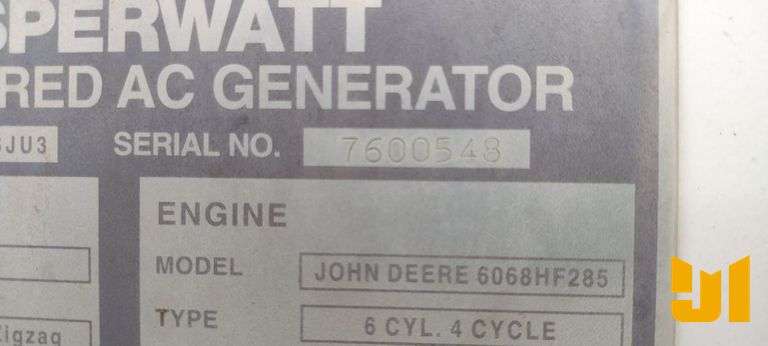 SPERWATT
RED AC GENERATOR
JU3 SERIAL NO. 7600548
ENGINE
MODEL JOHN DEERE 6068HF285
TYPE 6 CYL. 4 CYCLE
Zigzag